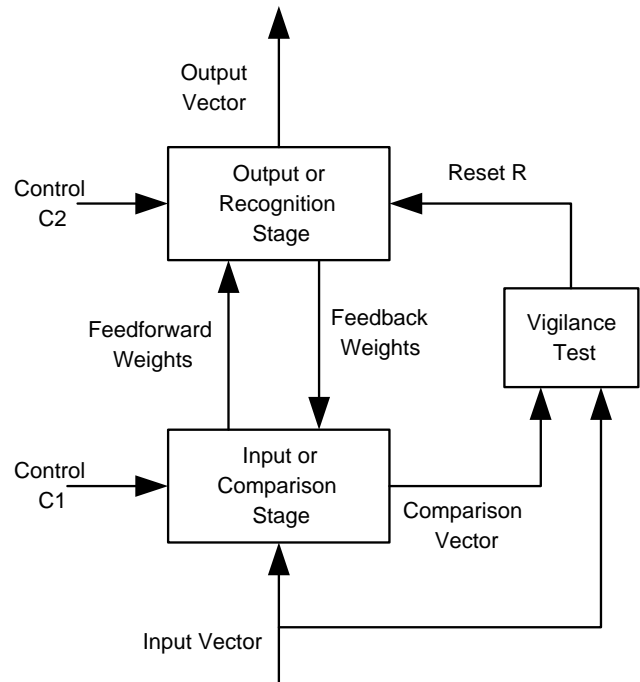 Output
Vector
Control
C2
Output or
Recognition
Stage
Reset R
Feedforward
Weights
Feedback
Weights
Vigilance
Test
Control
C1
Input or
Comparison
Stage
Comparison
Vector
Input Vector